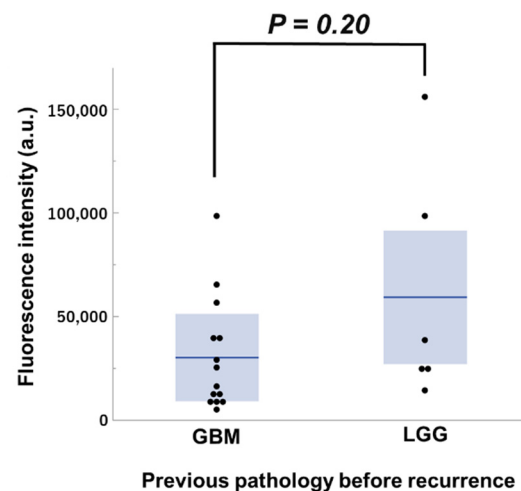 P = 0.20
Fluorescence intensity (a.u.)
150,000
100,000
50,000
0
GBM
LGG
Previous pathology before recurrence